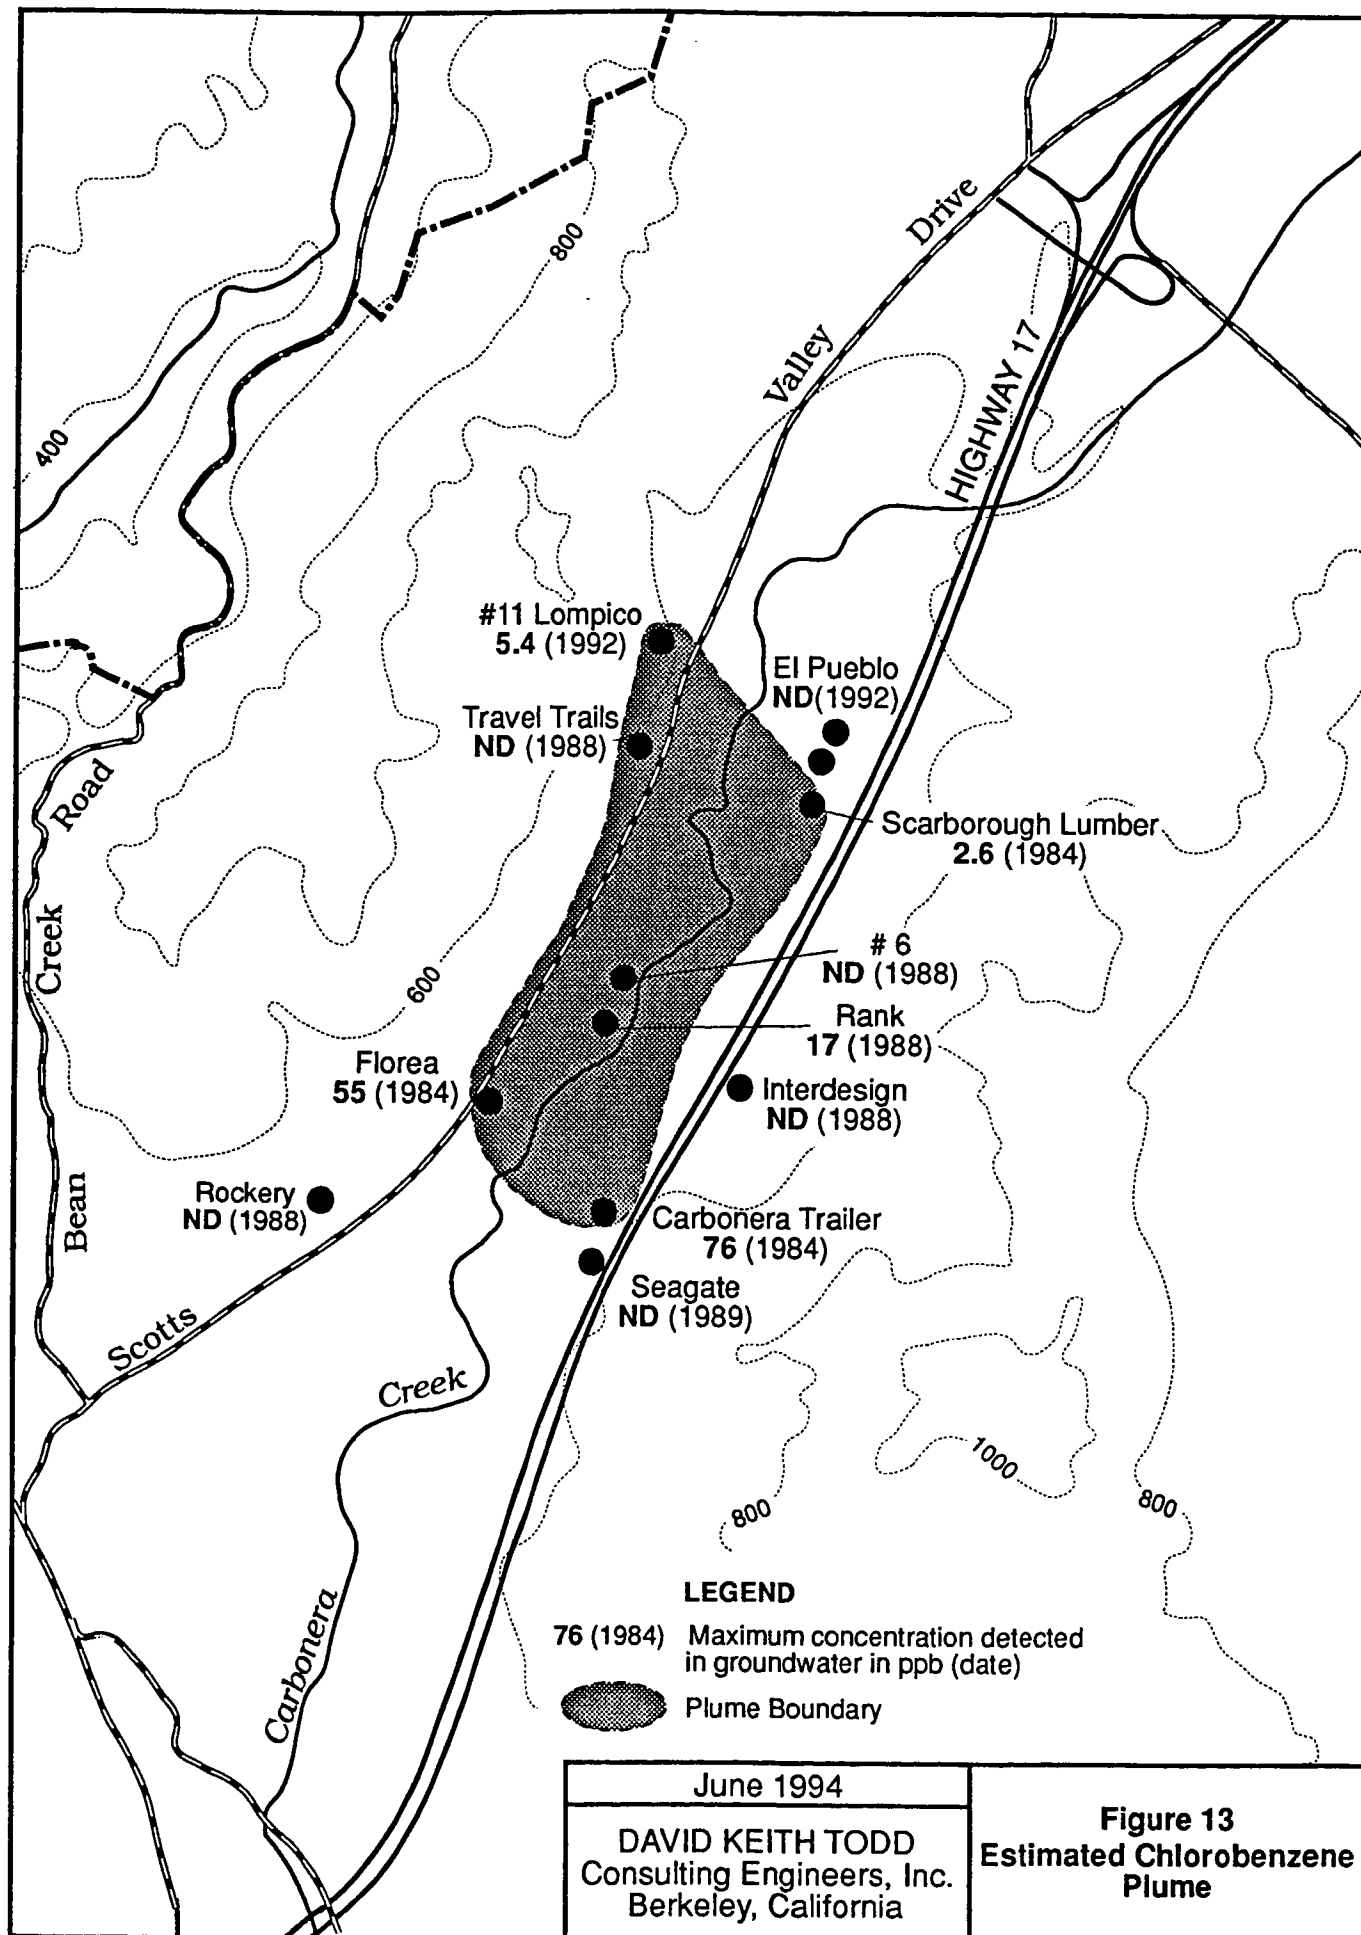 800
Drive
Valley
HIGHWAY 17
400
#11 Lompico
5.4 (1992)
El Pueblo
ND(1992)
Travel Trails
ND (1988)
Road
Scarborough Lumber
2.6 (1984)
Creek
# 6
ND (1988)
600
Rank
17 (1988)
Florea
55 (1984)
Interdesign
ND (1988)
Bean
Rockery
ND (1988)
Carbonera Trailer
76 (1984)
Seagate
ND (1989)
Scotts
Creek
1000
800
800
Carbonera
LEGEND
76 (1984) Maximum concentration detected
in groundwater in ppb (date)
Plume Boundary
June 1994
DAVID KEITH TODD
Consulting Engineers, Inc.
Berkeley, California
Figure 13
Estimated Chlorobenzene
Plume